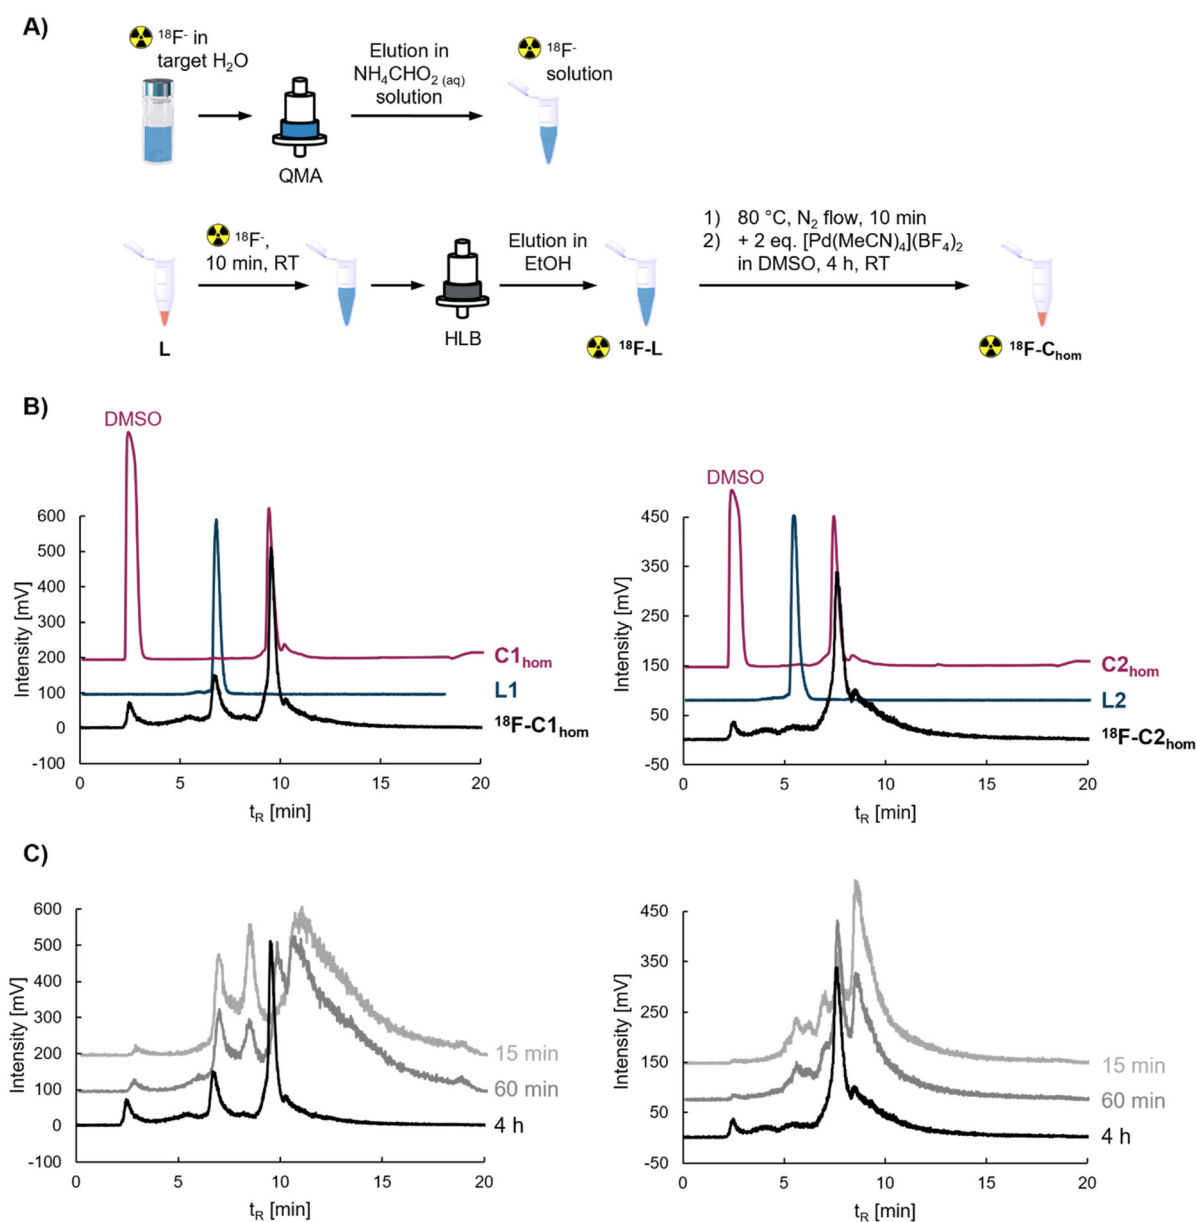 A)
¹⁸F⁻ in
target H₂O
Elution in
NH₄CHO₂ (aq)
solution
¹⁸F⁻
solution
QMA
¹⁸F⁻,
10 min, RT
Elution in
EtOH
1) 80 °C, N₂ flow, 10 min
2) + 2 eq. [Pd(MeCN)₄](BF₄)₂
in DMSO, 4 h, RT
L
HLB
¹⁸F-L
¹⁸F-C_hom
B)
DMSO
600
500
400
300
200
100
0
-100
Intensity [mV]
C1_hom
L1
¹⁸F-C1_hom
0 5 10 15 20
t_R [min]
DMSO
450
350
250
150
50
-50
Intensity [mV]
C2_hom
L2
¹⁸F-C2_hom
0 5 10 15 20
t_R [min]
C)
600
500
400
300
200
100
0
-100
Intensity [mV]
15 min
60 min
4 h
0 5 10 15 20
t_R [min]
450
350
250
150
50
-50
Intensity [mV]
15 min
60 min
4 h
0 5 10 15 20
t_R [min]